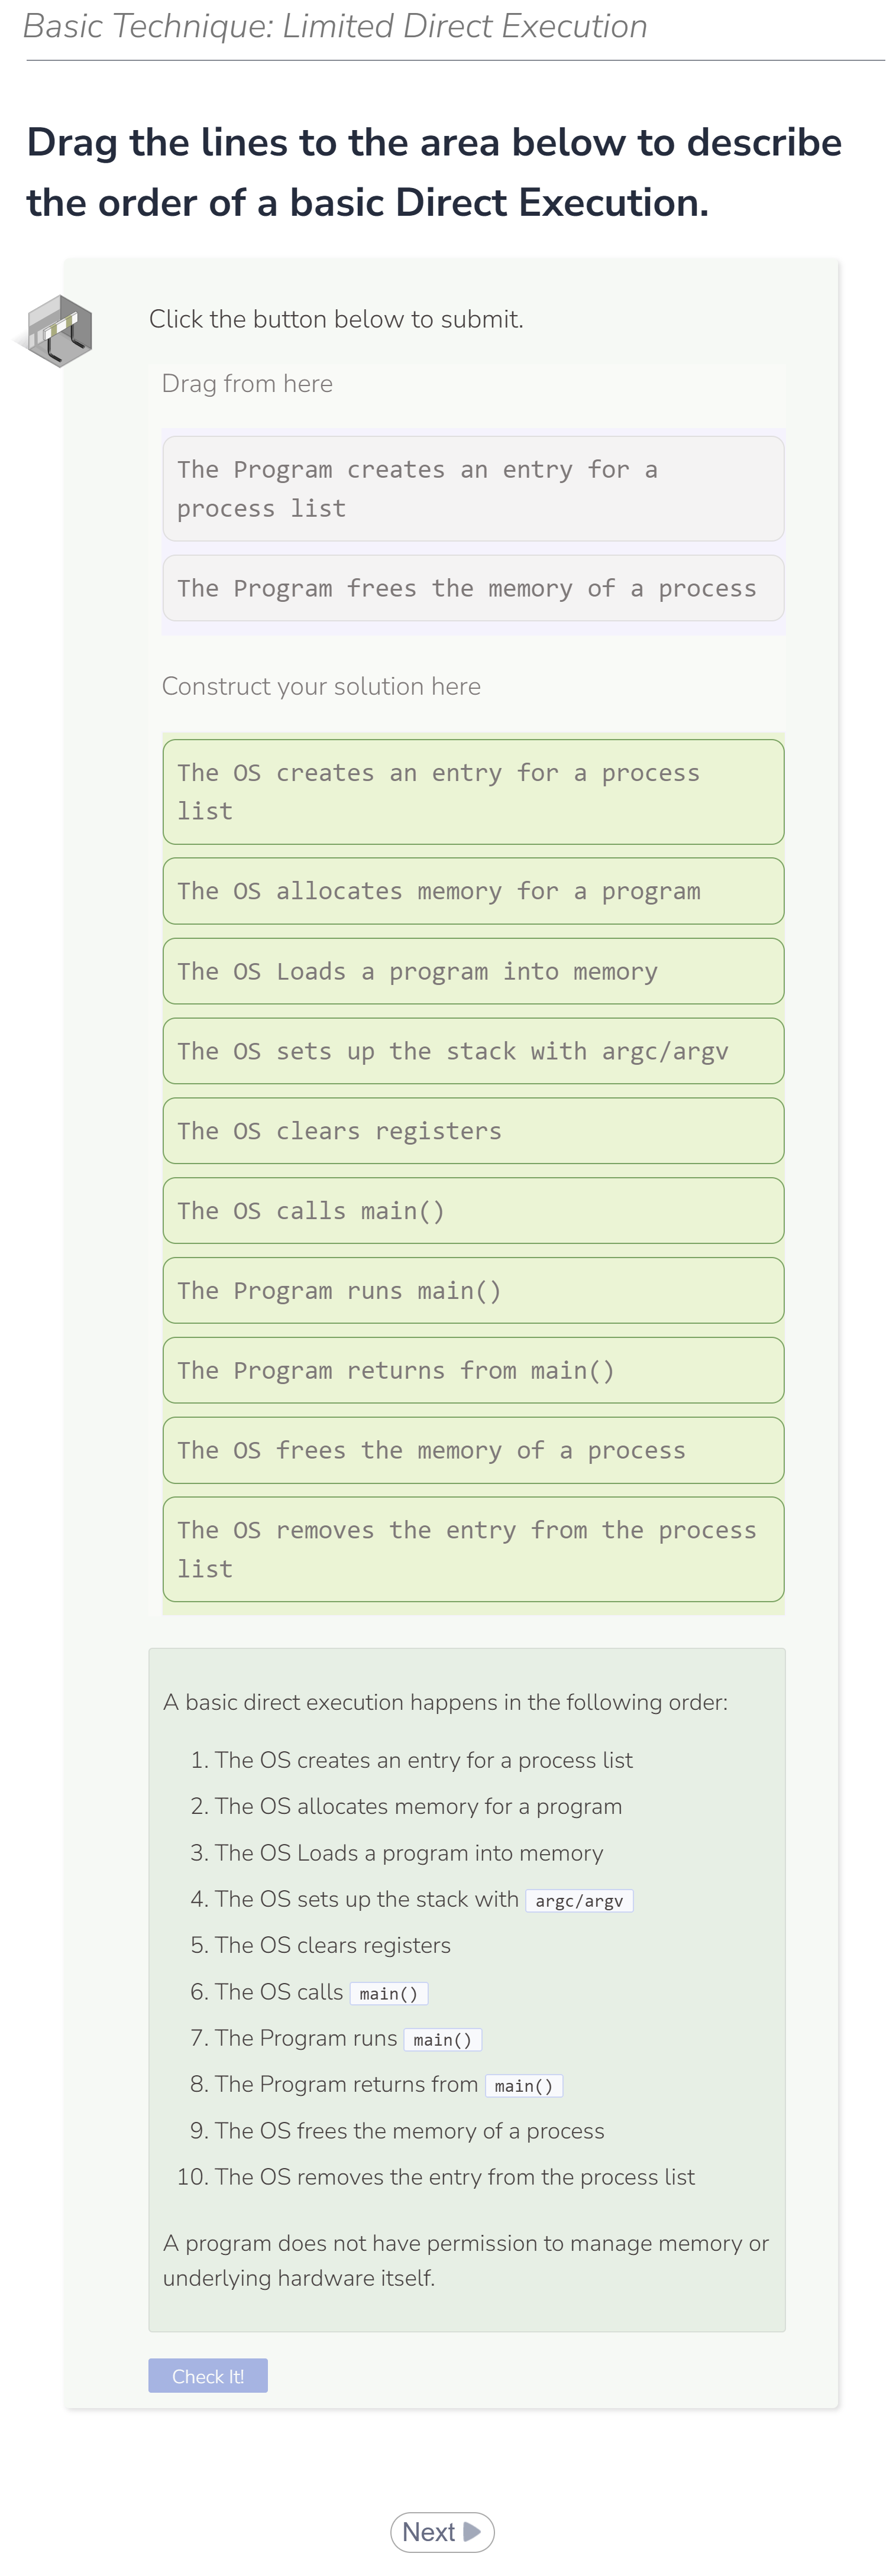 Basic Technique: Limited Direct Execution
Drag the lines to the area below to describe
the order of a basic Direct Execution.
Click the button below to submit.
Drag from here
The Program creates an entry for a
process list
The Program frees the memory of a process
Construct your solution here
The OS creates an entry for a process
list
The OS allocates memory for a program
The OS Loads a program into memory
The OS sets up the stack with argc/argv
The OS clears registers
The OS calls main()
The Program runs main()
The Program returns from main()
The OS frees the memory of a process
The OS removes the entry from the process
list
A basic direct execution happens in the following order:
1. The OS creates an entry for a process list
2. The OS allocates memory for a program
3. The OS Loads a program into memory
4. The OS sets up the stack with argc/argv
5. The OS clears registers
6. The OS calls main()
7. The Program runs main()
8. The Program returns from main()
9. The OS frees the memory of a process
10. The OS removes the entry from the process list
A program does not have permission to manage memory or
underlying hardware itself.
Check It!
Next